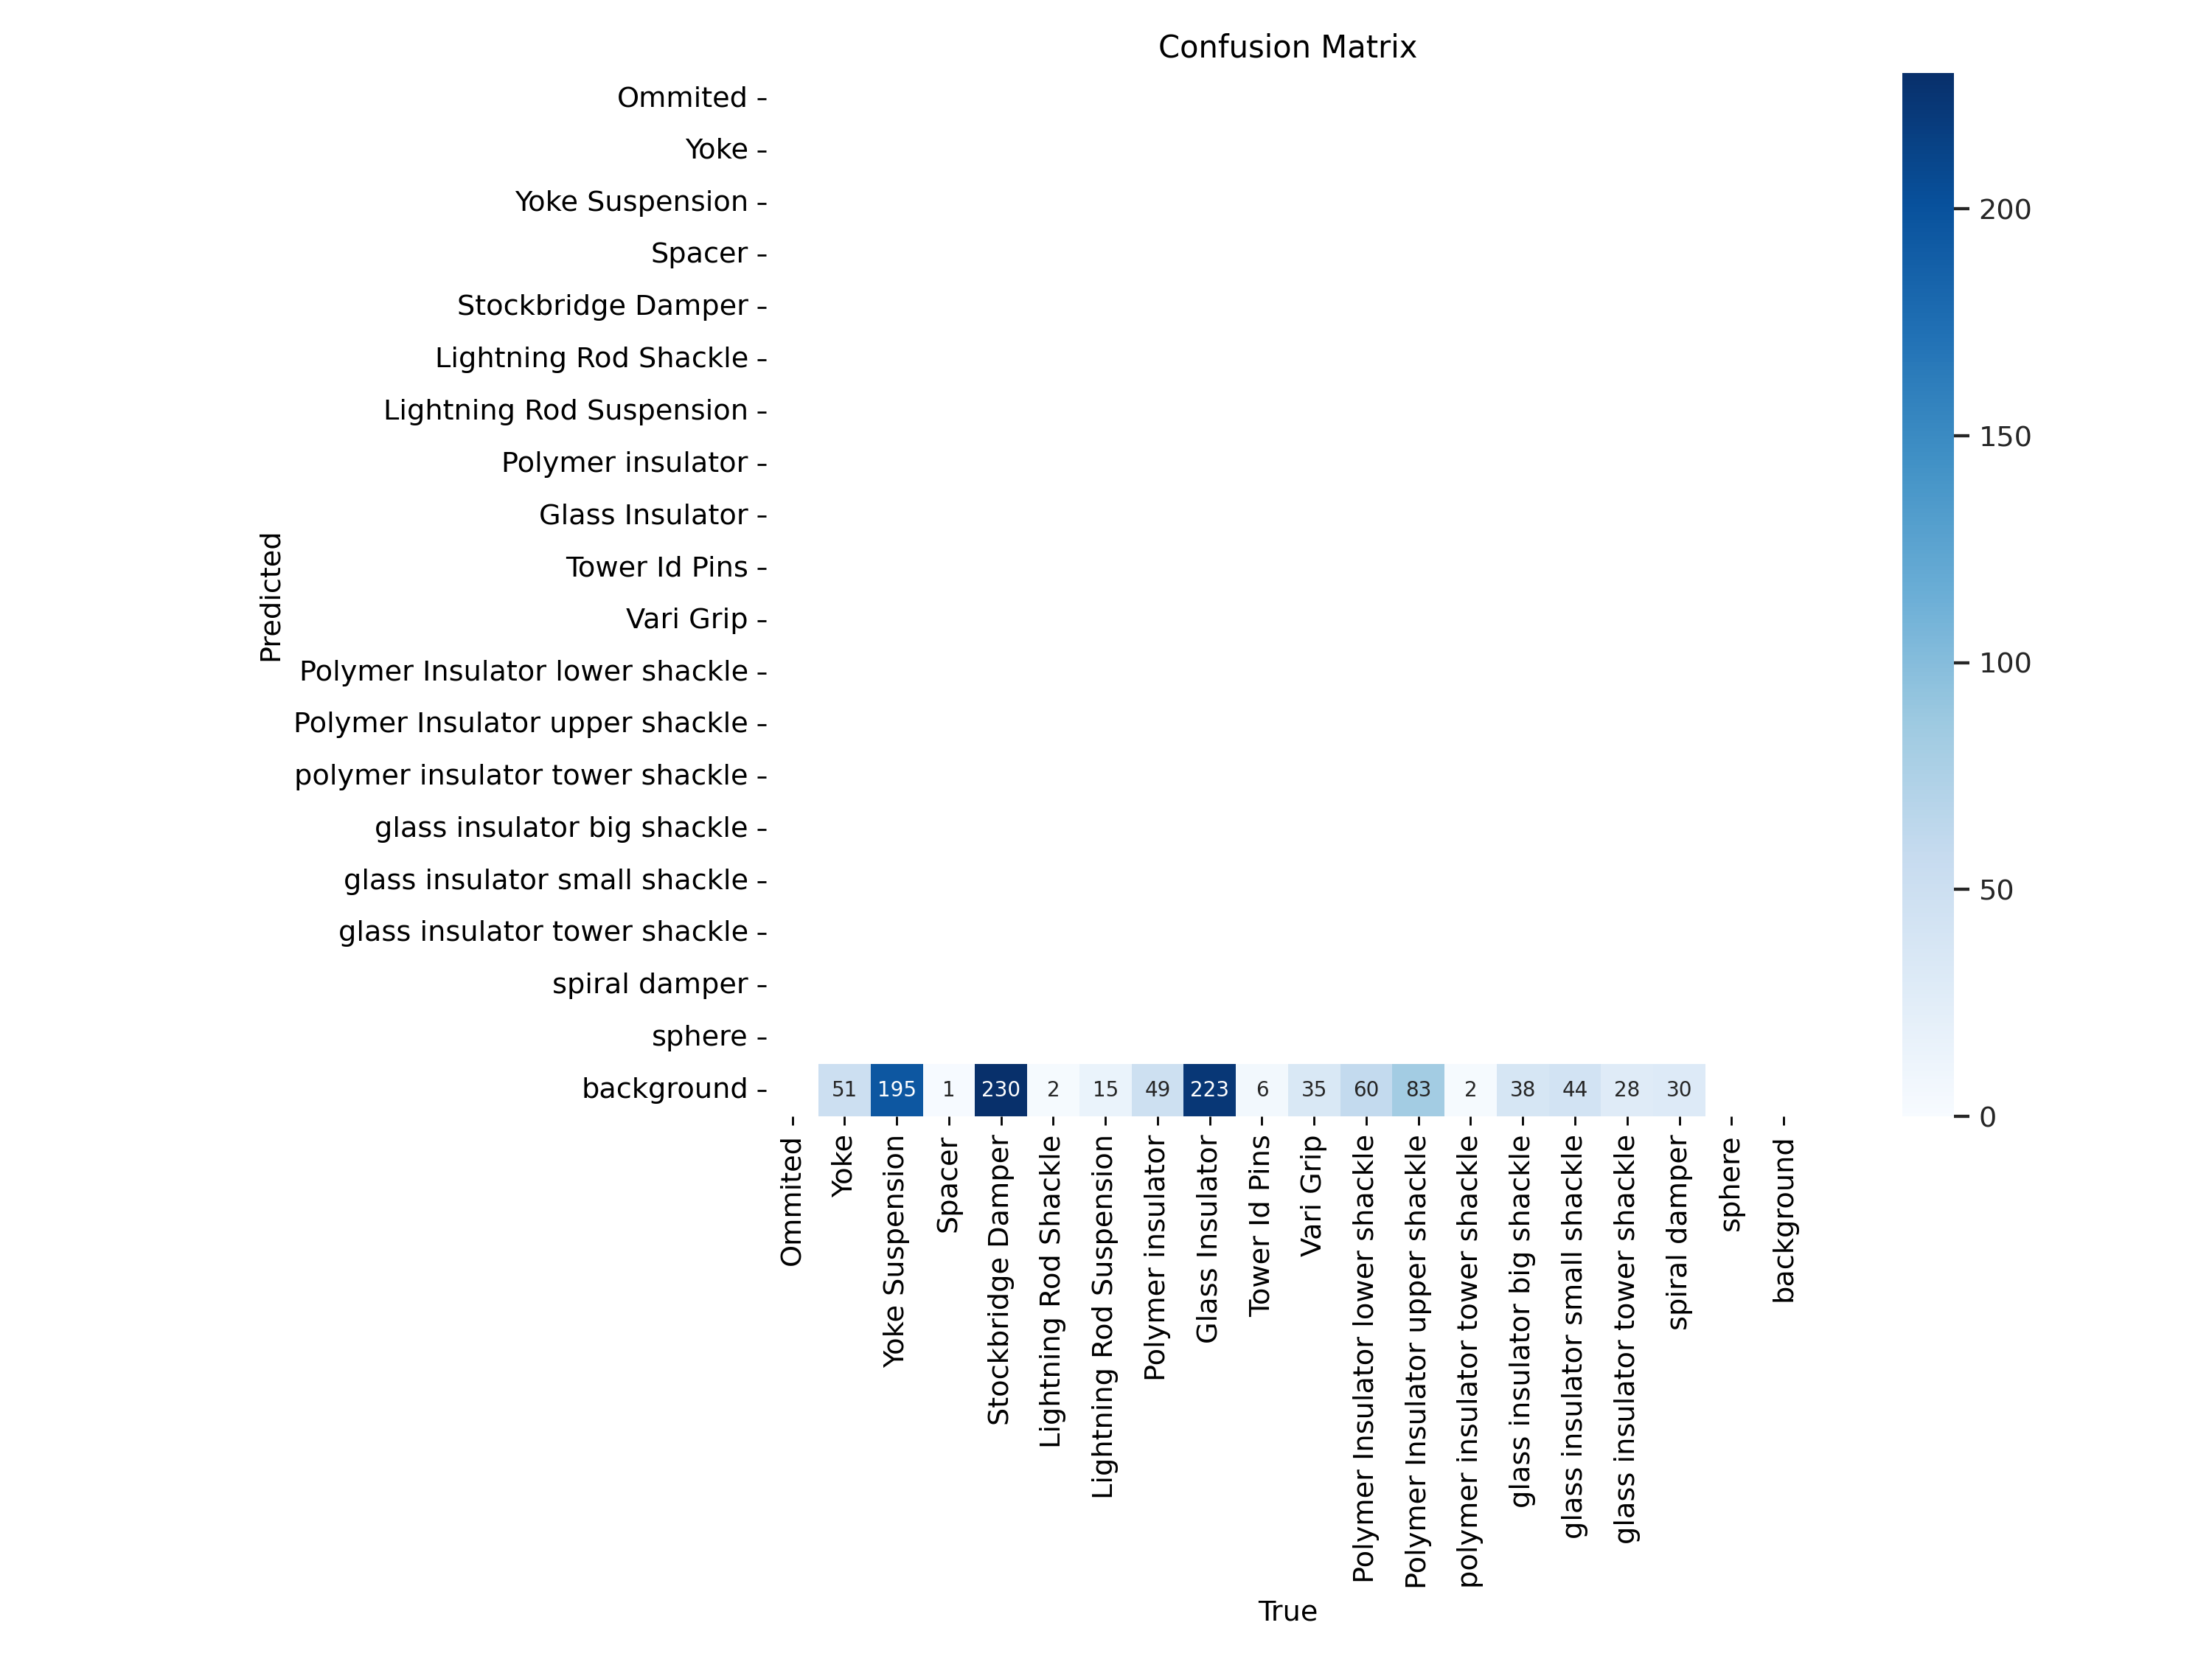 Confusion Matrix
Ommited
Yoke
Yoke Suspension
Spacer
Stockbridge Damper
Lightning Rod Shackle
Lightning Rod Suspension
Polymer insulator
Glass Insulator
Tower Id Pins
Vari Grip
Polymer Insulator lower shackle
Polymer Insulator upper shackle
polymer insulator tower shackle
glass insulator big shackle
glass insulator small shackle
glass insulator tower shackle
spiral damper
sphere
background
Predicted
51 195 1 230 2 15 49 223 6 35 60 83 2 38 44 28 30
Ommited
Yoke
Yoke Suspension
Spacer
Stockbridge Damper
Lightning Rod Shackle
Lightning Rod Suspension
Polymer insulator
Glass Insulator
Tower Id Pins
Vari Grip
Polymer Insulator lower shackle
Polymer Insulator upper shackle
polymer insulator tower shackle
glass insulator big shackle
glass insulator small shackle
glass insulator tower shackle
spiral damper
sphere
background
True
200
150
100
50
0